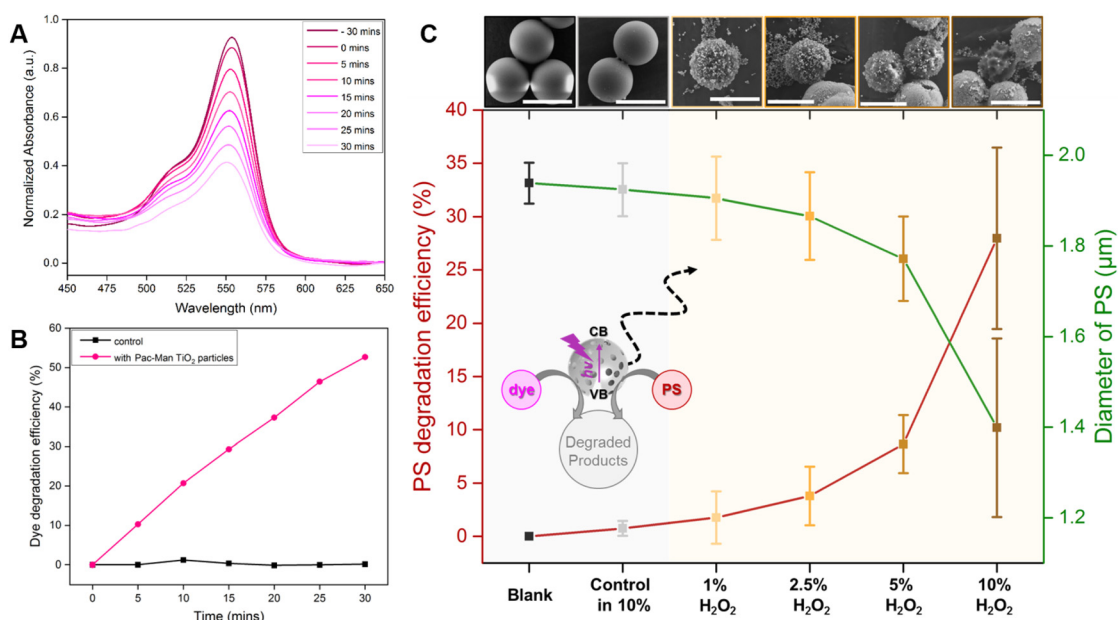 A
Normalized Absorbance (a.u.)
1.0
0.8
0.6
0.4
0.2
0.0
450
500
525
550
575
600
625
650
Wavelength (nm)
- 30 mins
0 mins
5 mins
10 mins
15 mins
20 mins
25 mins
30 mins
B
Dye degradation efficiency (%)
60
50
40
30
20
10
0
0
5
10
15
20
25
30
Time (mins)
control
with Pac-Man TiO₂ particles
C
PS degradation efficiency (%)
40
35
30
25
20
15
10
5
0
Diameter of PS (μm)
2.0
1.8
1.6
1.4
1.2
CB
hν
VB
dye
PS
Degraded
Products
Blank
Control
in 10%
1%
H₂O₂
2.5%
H₂O₂
5%
H₂O₂
10%
H₂O₂